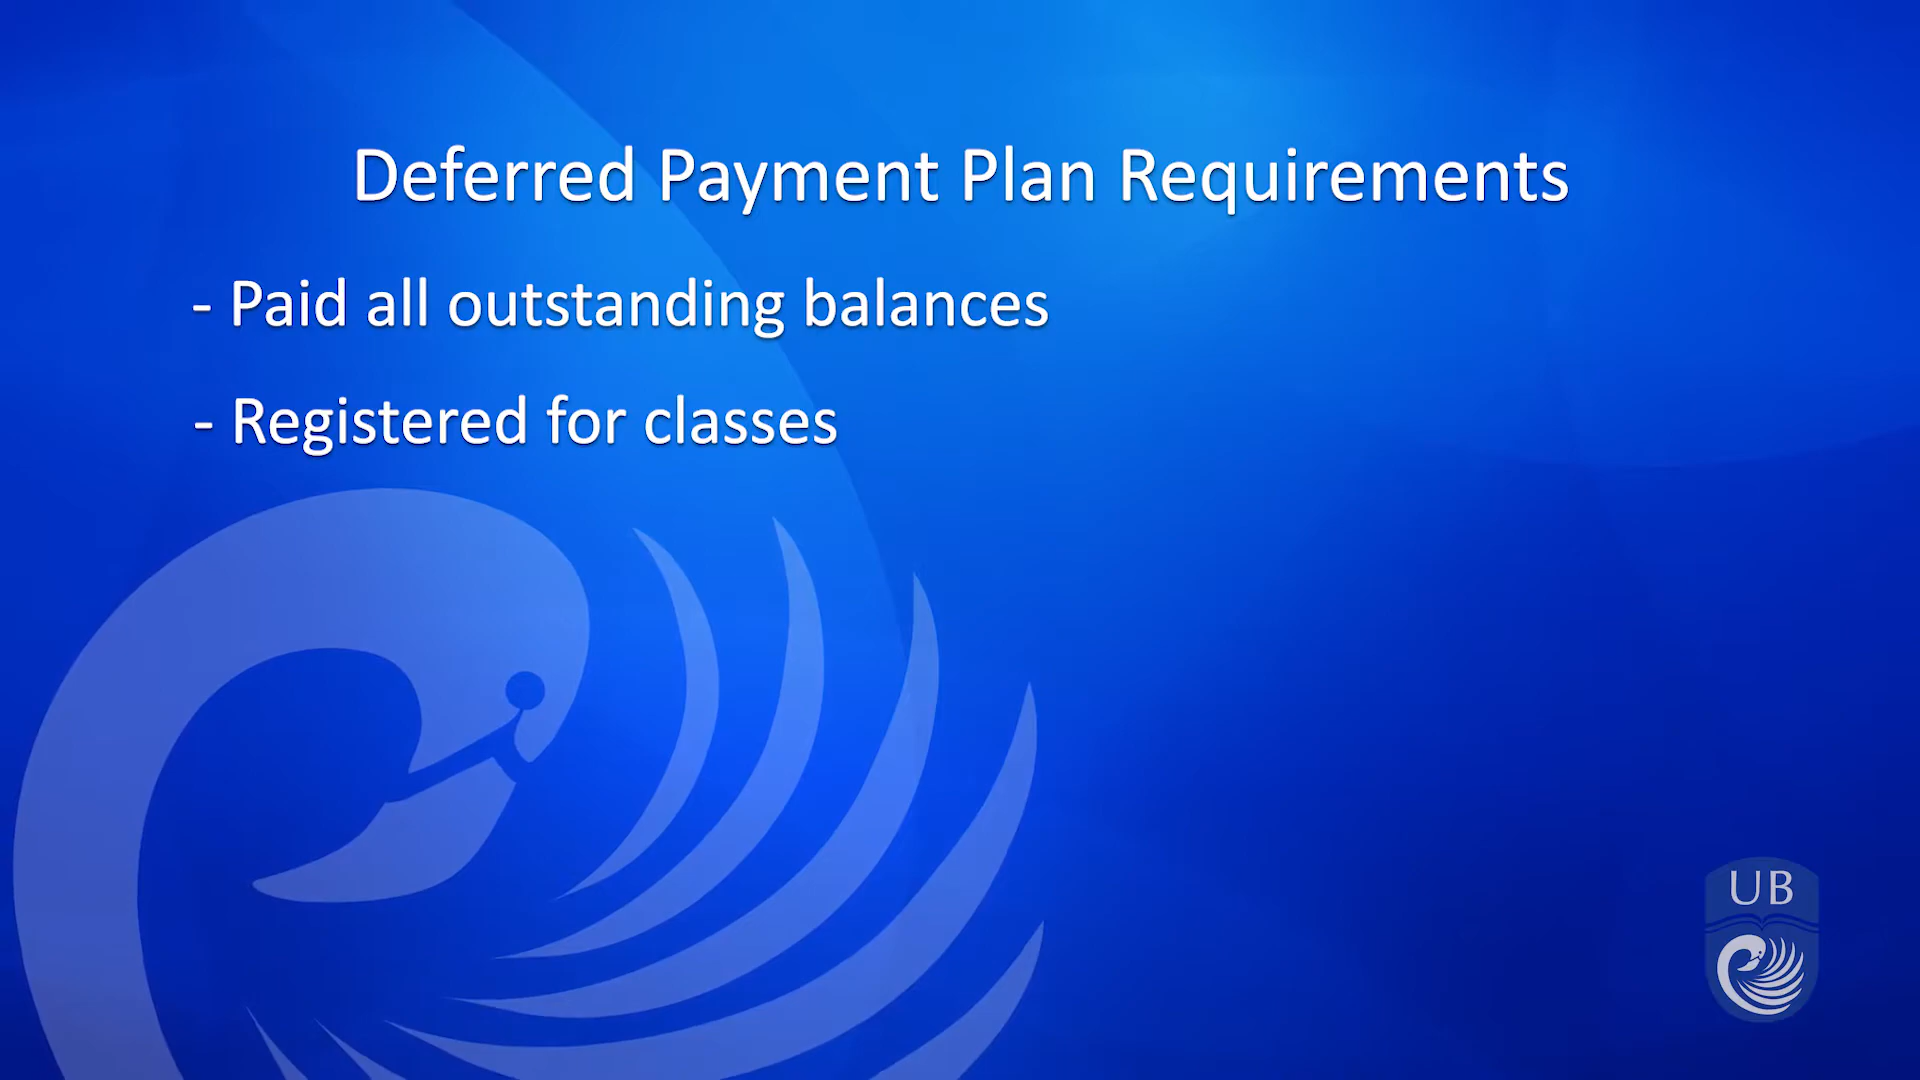 Deferred Payment Plan Requirements
- Paid all outstanding balances
- Registered for classes
UB